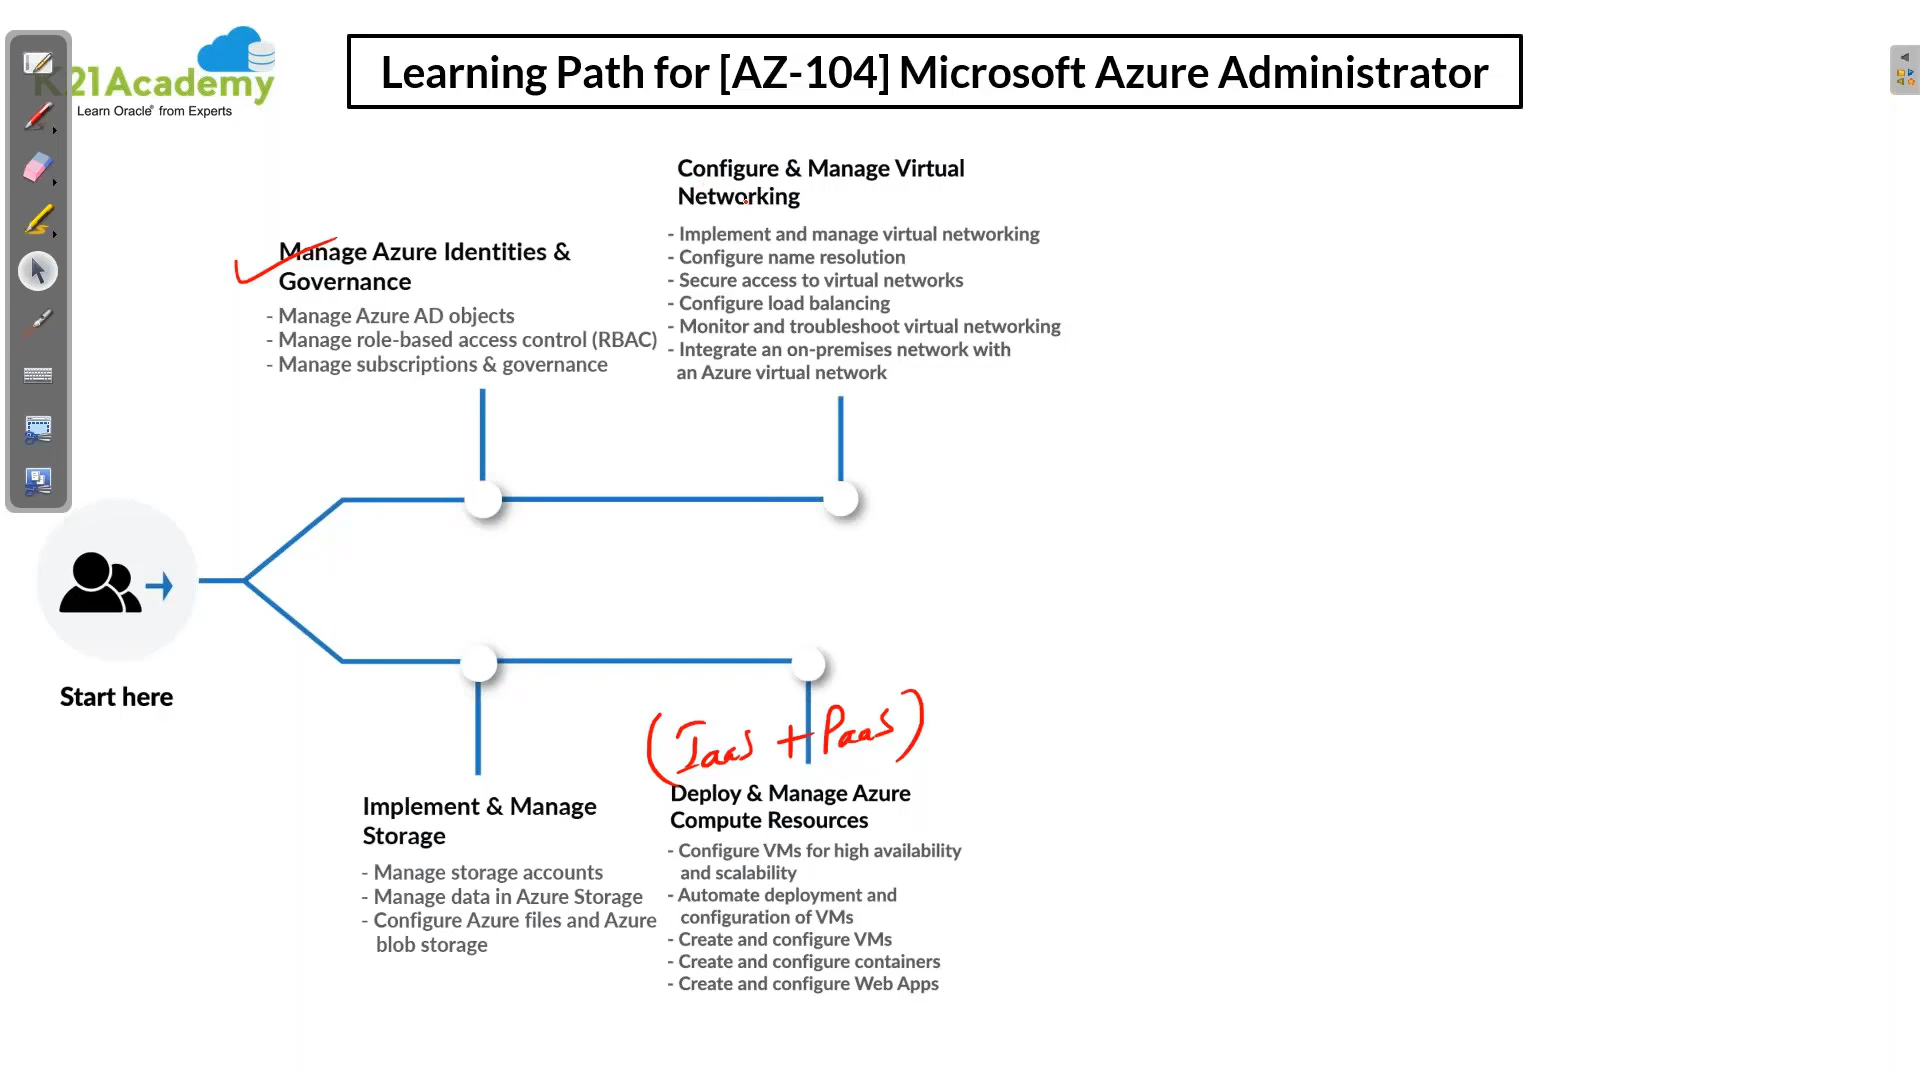 K21Academy
Learn Oracle® from Experts
Learning Path for [AZ-104] Microsoft Azure Administrator
Configure & Manage Virtual
Networking
- Implement and manage virtual networking
- Configure name resolution
- Secure access to virtual networks
- Configure load balancing
- Monitor and troubleshoot virtual networking
- Integrate an on-premises network with
an Azure virtual network
Manage Azure Identities &
Governance
- Manage Azure AD objects
- Manage role-based access control (RBAC)
- Manage subscriptions & governance
Start here
Implement & Manage
Storage
- Manage storage accounts
- Manage data in Azure Storage
- Configure Azure files and Azure
blob storage
(IaaS + PaaS)
Deploy & Manage Azure
Compute Resources
- Configure VMs for high availability
and scalability
- Automate deployment and
configuration of VMs
- Create and configure VMs
- Create and configure containers
- Create and configure Web Apps